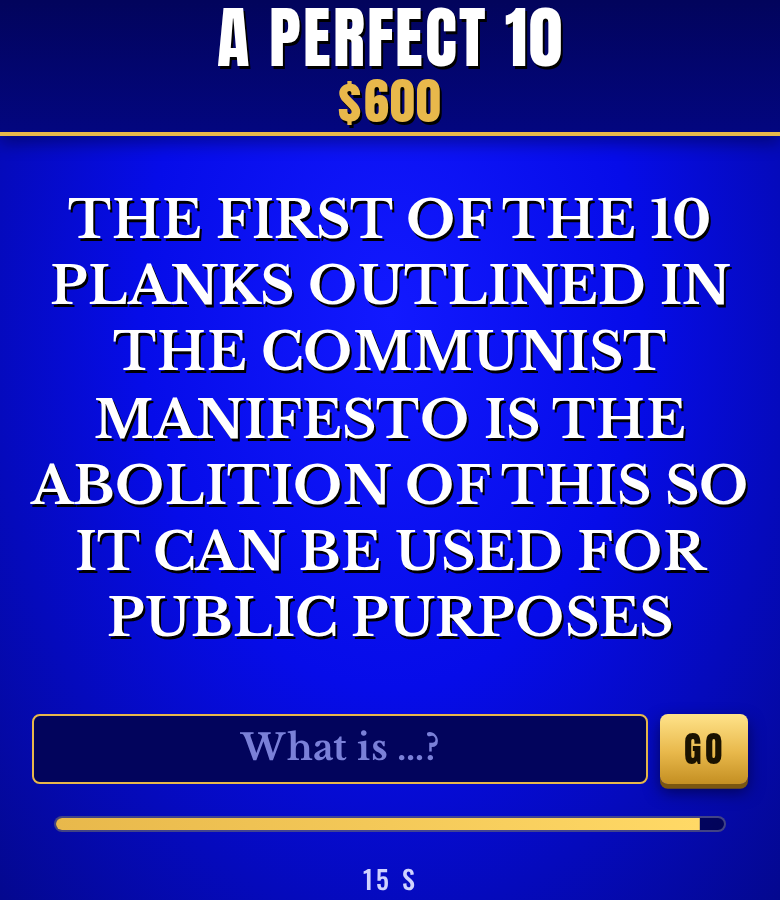 A PERFECT 10
$600
THE FIRST OF THE 10
PLANKS OUTLINED IN
THE COMMUNIST
MANIFESTO IS THE
ABOLITION OF THIS SO
IT CAN BE USED FOR
PUBLIC PURPOSES
What is ...?
GO
15 S